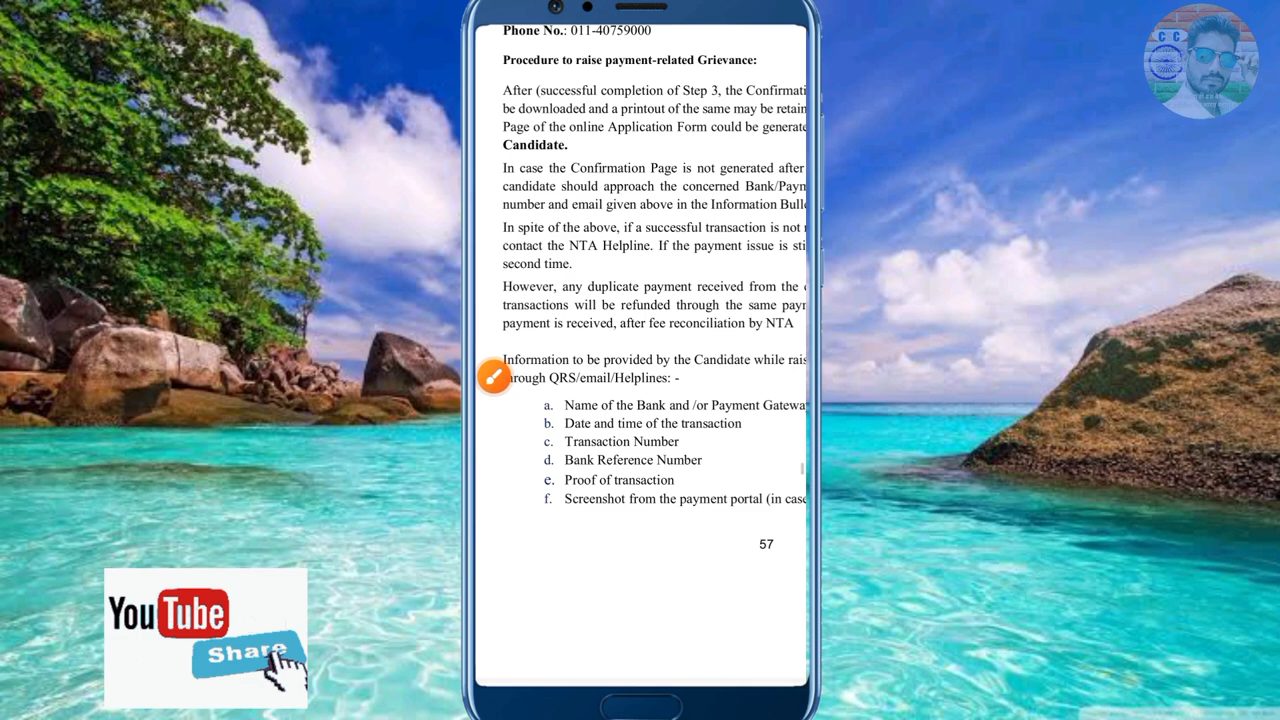 Phone No.: 011-40759000
Procedure to raise payment-related Grievance:
After (successful completion of Step 3, the Confirmati
be downloaded and a printout of the same may be retain
Page of the online Application Form could be generate
Candidate.
In case the Confirmation Page is not generated after
candidate should approach the concerned Bank/Paym
number and email given above in the Information Bull
In spite of the above, if a successful transaction is not
contact the NTA Helpline. If the payment issue is sti
second time.
However, any duplicate payment received from the
transactions will be refunded through the same payr
payment is received, after fee reconciliation by NTA
Information to be provided by the Candidate while rais
through QRS/email/Helplines: -
a. Name of the Bank and /or Payment Gatewa
b. Date and time of the transaction
c. Transaction Number
d. Bank Reference Number
e. Proof of transaction
f. Screenshot from the payment portal (in case
57
YouTube
Share
C C